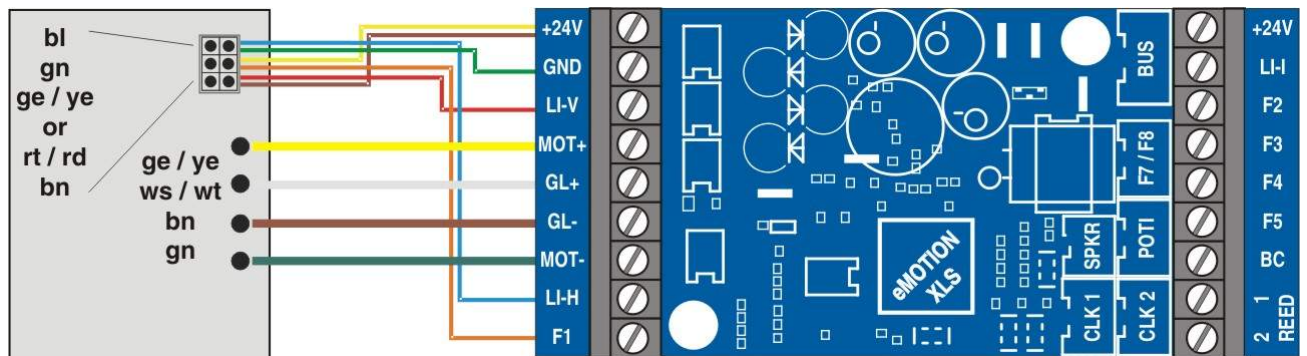 bl
gn
ge / ye
or
rt / rd
bn
ge / ye
ws / wt
bn
gn
+24V
GND
LI-V
MOT+
GL+
GL-
MOT-
LI-H
F1
eMOTION
XLS
BUS
F7 / F8
SPKR
POTI
CLK 1
CLK 2
+24V
LI-I
F2
F3
F4
F5
BC
1
2
REED